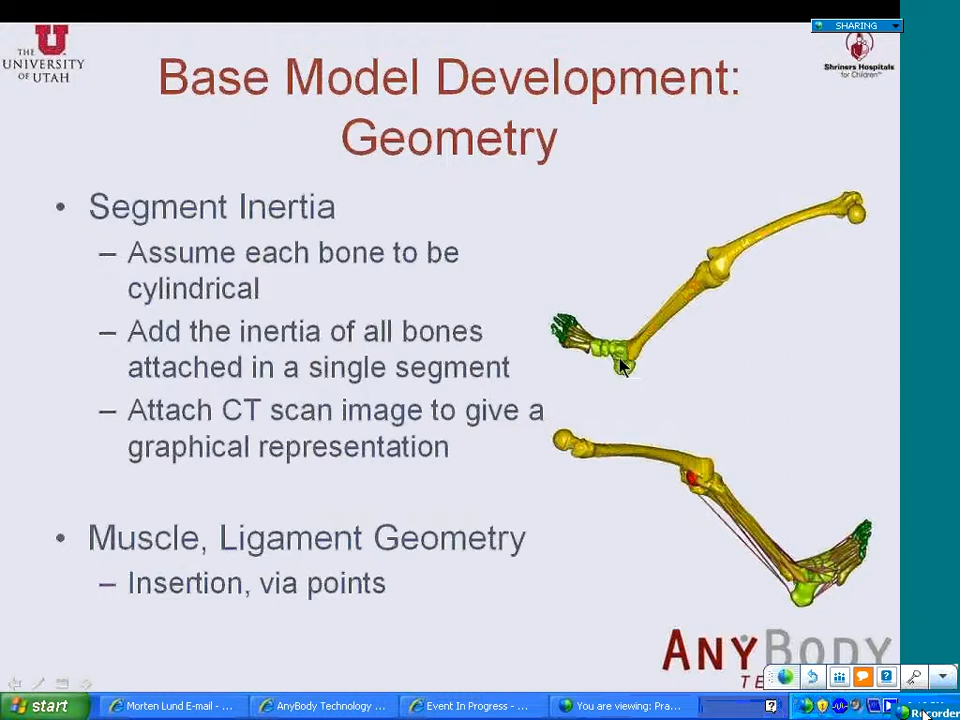 SHARING
THE
UNIVERSITY
OF UTAH
Shriners Hospitals
for Children™
Base Model Development:
Geometry
• Segment Inertia
– Assume each bone to be
cylindrical
– Add the inertia of all bones
attached in a single segment
– Attach CT scan image to give a
graphical representation
• Muscle, Ligament Geometry
– Insertion, via points
ANYBODY
TE
start
Morten Lund E-mail - ...
AnyBody Technology ...
Event In Progress - ...
You are viewing: Pra...
Recorder